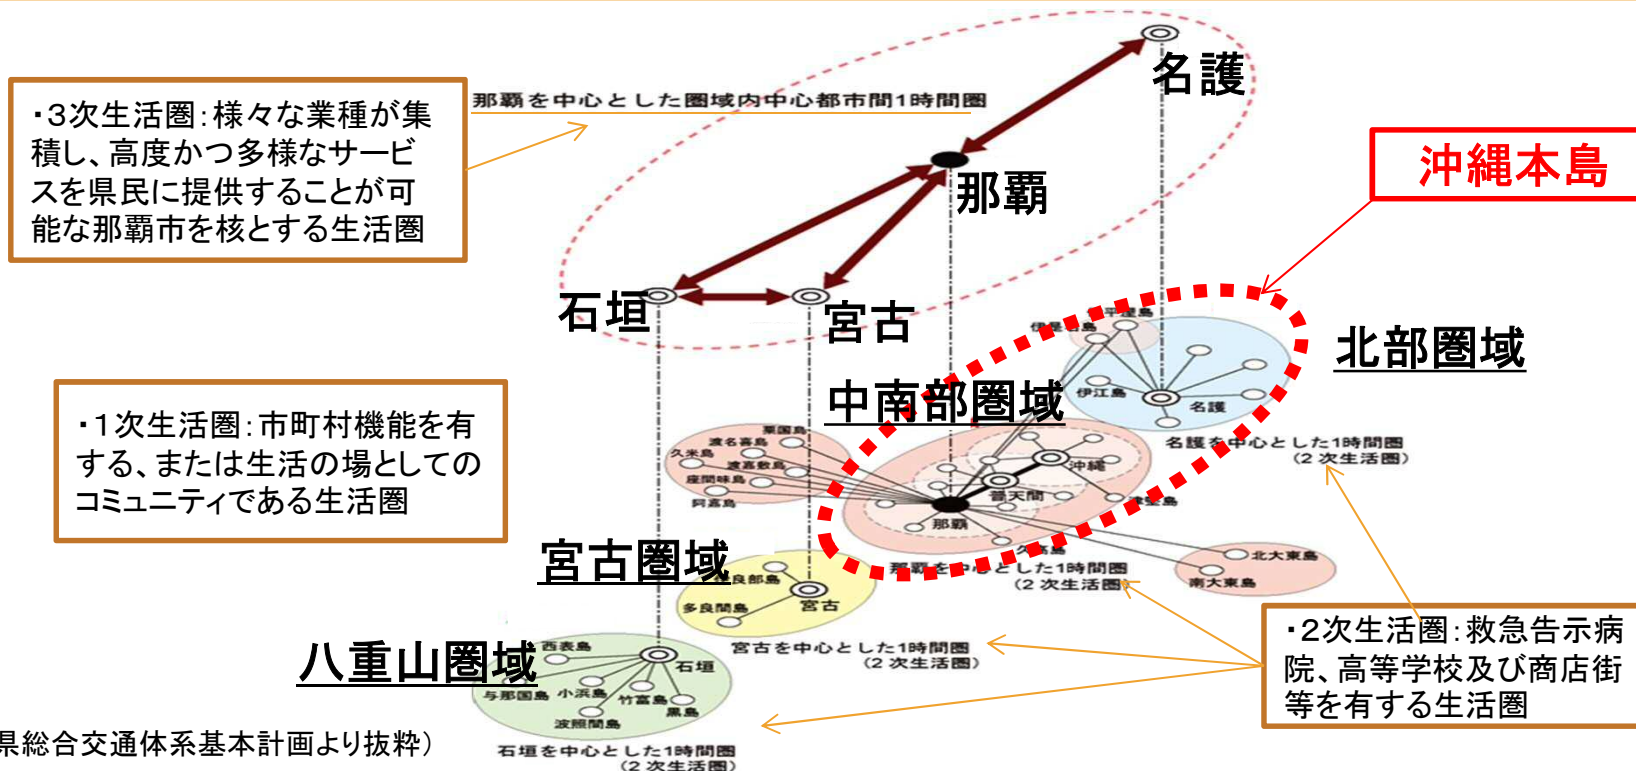 名護
那覇を中心とした圏域内中心都市間1時間圏
・3次生活圏：様々な業種が集
積し、高度かつ多様なサービ
スを県民に提供することが可
能な那覇市を核とする生活圏
沖縄本島
那覇
石垣
宮古
北部圏域
中南部圏域
伊是名島
平屋島
伊江島
名護
名護を中心とした1時間圏
（2次生活圏）
・1次生活圏：市町村機能を有
する、または生活の場としての
コミュニティである生活圏
粟国島
渡名喜島
久米島
渡嘉敷島
座間味島
阿嘉島
沖縄
普天間
津堅島
那覇
久高島
那覇を中心とした1時間圏
（2次生活圏）
北大東島
南大東島
宮古圏域
良部島
多良間島
宮古
宮古を中心とした1時間圏
（2次生活圏）
・2次生活圏：救急告示病
院、高等学校及び商店街
等を有する生活圏
八重山圏域
西表島
石垣
与那国島
小浜島
竹富島
黒島
波照間島
石垣を中心とした1時間圏
（2次生活圏）
県総合交通体系基本計画より抜粋）